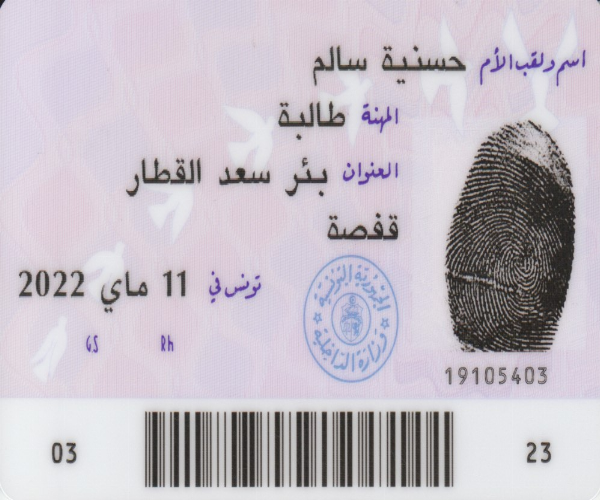 اسم ولقب الأم حسنية سالم
المهنة طالبة
العنوان بئر سعد القطار
قفصة
تونس في 11 ماي 2022
GS Rh
الجمهورية التونسية
وزارة الداخلية
19105403
03 23